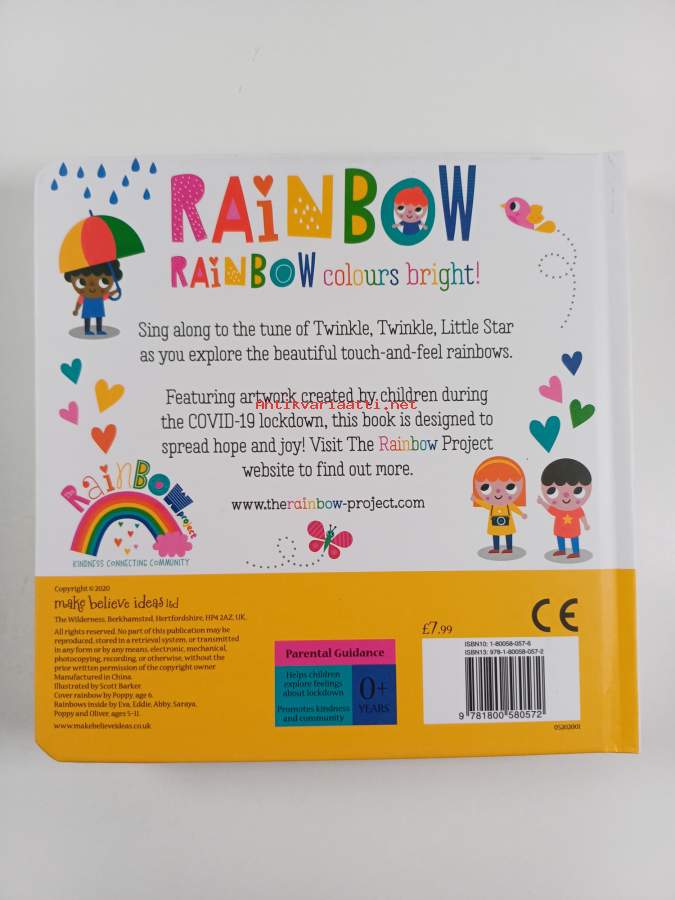 RAINBOW
RAINBOW colours bright!
Sing along to the tune of Twinkle, Twinkle, Little Star
as you explore the beautiful touch-and-feel rainbows.
Featuring artwork created by children during
Antikvariaatti.net
the COVID-19 lockdown, this book is designed to
spread hope and joy! Visit The Rainbow Project
website to find out more.
www.therainbow-project.com
RAINBOW
project
KINDNESS CONNECTING COMMUNITY
Copyright © 2020
make believe ideas ltd
The Wilderness, Berkhamsted, Hertfordshire, HP4 2AZ, UK.
All rights reserved. No part of this publication may be
reproduced, stored in a retrieval system, or transmitted
in any form or by any means, electronic, mechanical,
photocopying, recording, or otherwise, without the
prior written permission of the copyright owner
Manufactured in China.
Illustrated by Scott Barker
Cover rainbow by Poppy, age 6.
Rainbows inside by Eva, Eddie, Abby, Saraya,
Poppy and Oliver, ages 5-11.
www.makebelieveideas.co.uk
Parental Guidance
Helps children
explore feelings
about lockdown
Promotes kindness
and community
0+
YEARS
£7.99
CE
ISBN10: 1-80058-057-6
ISBN13: 978-1-80058-057-2
9 781800 580572
05202001